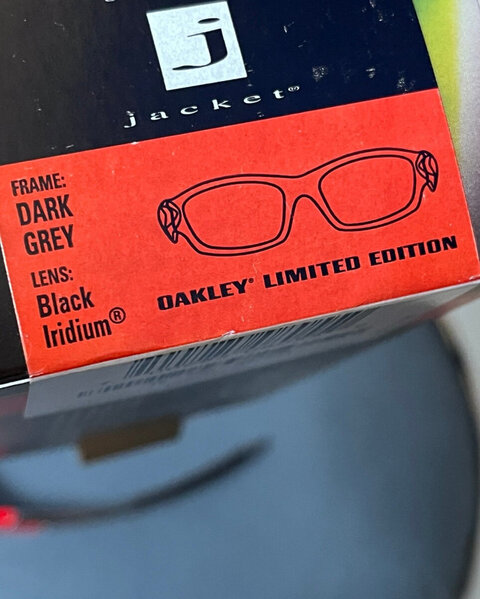 j
jacket®
FRAME:
DARK
GREY
LENS:
Black
Iridium®
OAKLEY® LIMITED EDITION